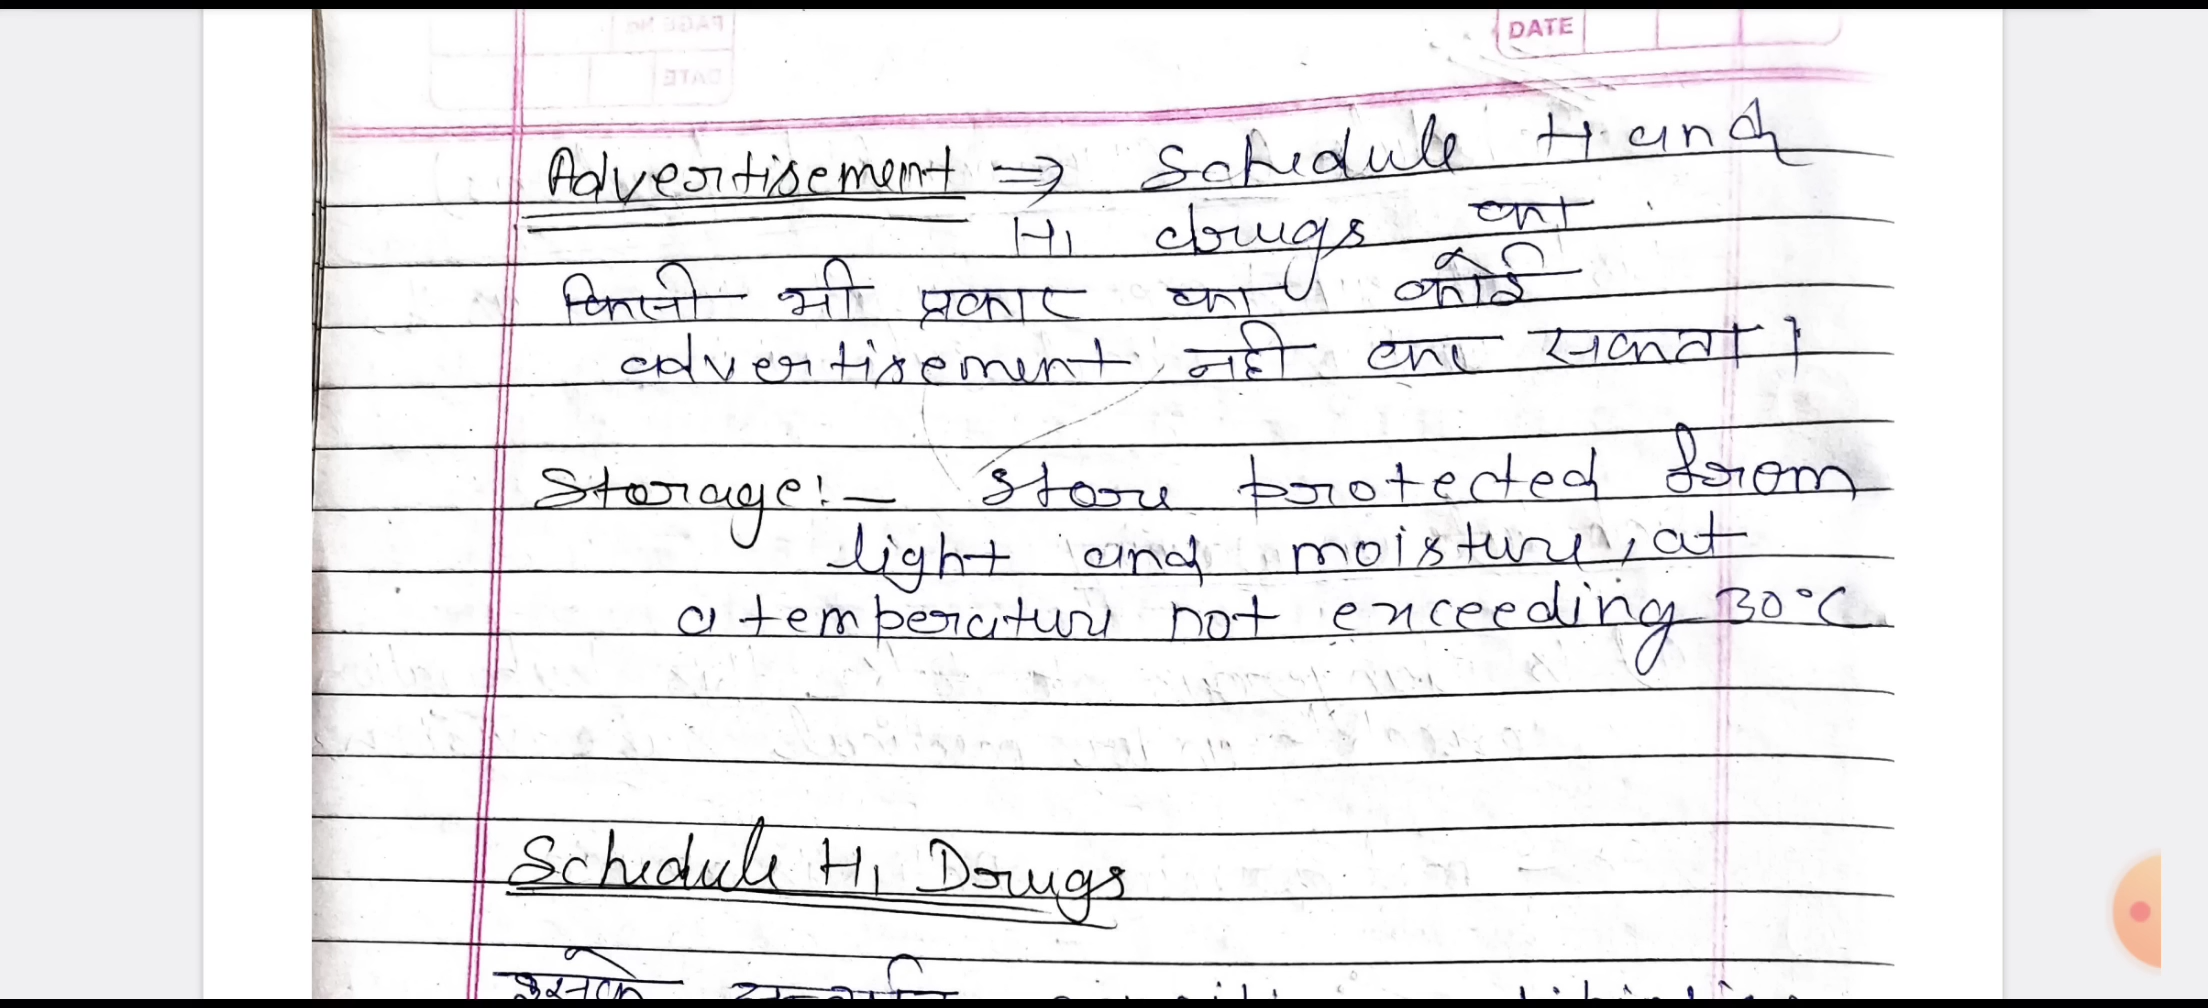 DATE
Advertisement ⇒ Schedule H and
H1 drugs का
किसी भी प्रकार का कोई
advertisement नही कर सकता।
Storage:- Store protected from
light and moisture, at
a temperature not exceeding 30°C
Schedule H1 Drugs
इसके